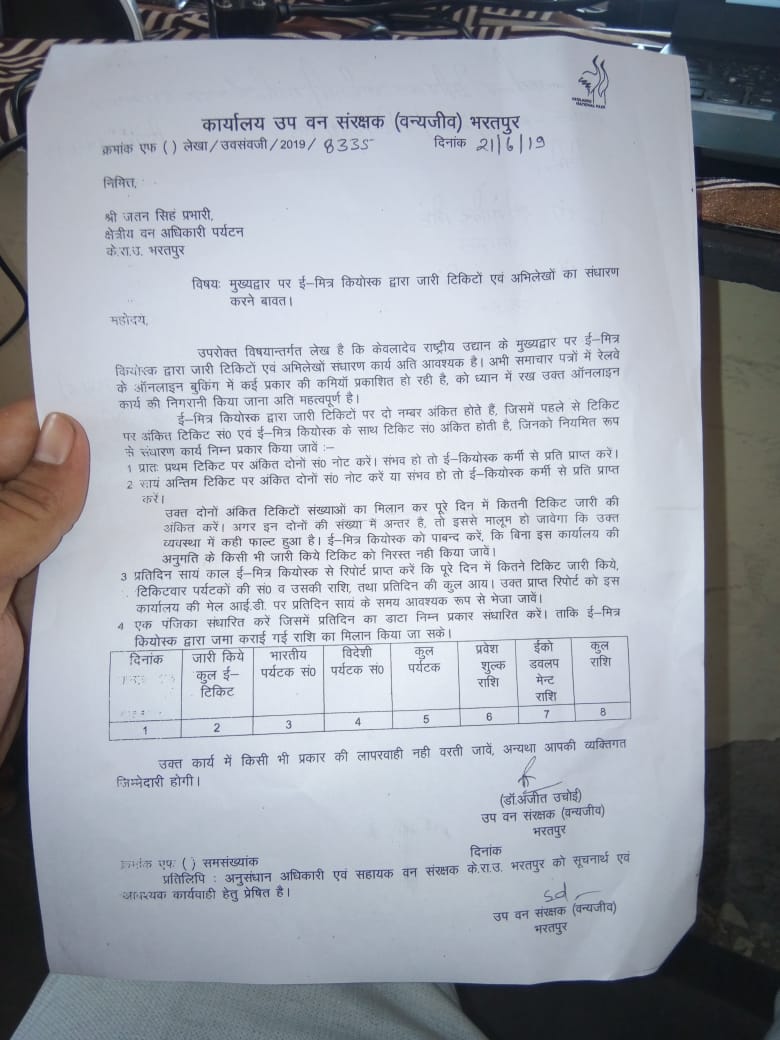 KEOLADEO
NATIONAL PARK
कार्यालय उप वन संरक्षक (वन्यजीव) भरतपुर
क्रमांक एफ ( ) लेखा/उवसंवजी/2019/ 8335 दिनांक 21/6/19
निमित्त,
श्री जतन सिहं प्रभारी,
क्षेत्रीय वन अधिकारी पर्यटन
के.रा.उ. भरतपुर
विषयः मुख्यद्वार पर ई–मित्र कियोस्क द्वारा जारी टिकिटों एवं अभिलेखों का संधारण
करने बावत।
महोदय,
उपरोक्त विषयान्तर्गत लेख है कि केवलादेव राष्ट्रीय उद्यान के मुख्यद्वार पर ई–मित्र
कियोस्क द्वारा जारी टिकिटों एवं अभिलेखों संधारण कार्य अति आवश्यक है। अभी समाचार पत्रों में रेलवे
के ऑनलाइन बुकिंग में कई प्रकार की कमियाँ प्रकाशित हो रही है, को ध्यान में रख उक्त ऑनलाइन
कार्य की निगरानी किया जाना अति महत्वपूर्ण है।
ई–मित्र कियोस्क द्वारा जारी टिकिटों पर दो नम्बर अंकित होते हैं, जिसमें पहले से टिकिट
पर अंकित टिकिट सं0 एवं ई–मित्र कियोस्क के साथ टिकिट सं0 अंकित होती है, जिनको नियमित रूप
से संधारण कार्य निम्न प्रकार किया जावें :–
1 प्रातः प्रथम टिकिट पर अंकित दोनों सं0 नोट करें। संभव हो तो ई–कियोस्क कर्मी से प्रति प्राप्त करें।
2 सायं अन्तिम टिकिट पर अंकित दोनों सं0 नोट करें या संभव हो तो ई–कियोस्क कर्मी से प्रति प्राप्त
करें।
उक्त दोनों अंकित टिकिटों संख्याओं का मिलान कर पूरे दिन में कितनी टिकिट जारी की
अंकित करें। अगर इन दोनों की संख्या में अन्तर है, तो इससे मालूम हो जावेगा कि उक्त
व्यवस्था में कही फाल्ट हुआ है। ई–मित्र कियोस्क को पाबन्द करें, कि बिना इस कार्यालय की
अनुमति के किसी भी जारी किये टिकिट को निरस्त नही किया जावें।
3 प्रतिदिन सायं काल ई–मित्र कियोस्क से रिपोर्ट प्राप्त करें कि पूरे दिन में कितने टिकिट जारी किये,
टिकिटवार पर्यटकों की सं0 व उसकी राशि, तथा प्रतिदिन की कुल आय। उक्त प्राप्त रिपोर्ट को इस
कार्यालय की मेल आई.डी. पर प्रतिदिन सायं के समय आवश्यक रूप से भेजा जावें।
4 एक पंजिका संधारित करें जिसमें प्रतिदिन का डाटा निम्न प्रकार संधारित करें। ताकि ई–मित्र
कियोस्क द्वारा जमा कराई गई राशि का मिलान किया जा सके।
दिनांक जारी किये भारतीय विदेशी कुल प्रवेश ईको कुल
कुल ई– पर्यटक सं0 पर्यटक सं0 पर्यटक शुल्क डवलप राशि
टिकिट राशि मेन्ट
राशि
1 2 3 4 5 6 7 8
उक्त कार्य में किसी भी प्रकार की लापरवाही नही वरती जावें, अन्यथा आपकी व्यक्तिगत
जिम्मेदारी होगी।
(डॉ.अजीत उचोई)
उप वन संरक्षक (वन्यजीव)
भरतपुर
दिनांक
क्रमांक एफ ( ) समसंख्यांक
प्रतिलिपि : अनुसंधान अधिकारी एवं सहायक वन संरक्षक के.रा.उ. भरतपुर को सूचनार्थ एवं
आवश्यक कार्यवाही हेतु प्रेषित है।
sd
उप वन संरक्षक (वन्यजीव)
भरतपुर